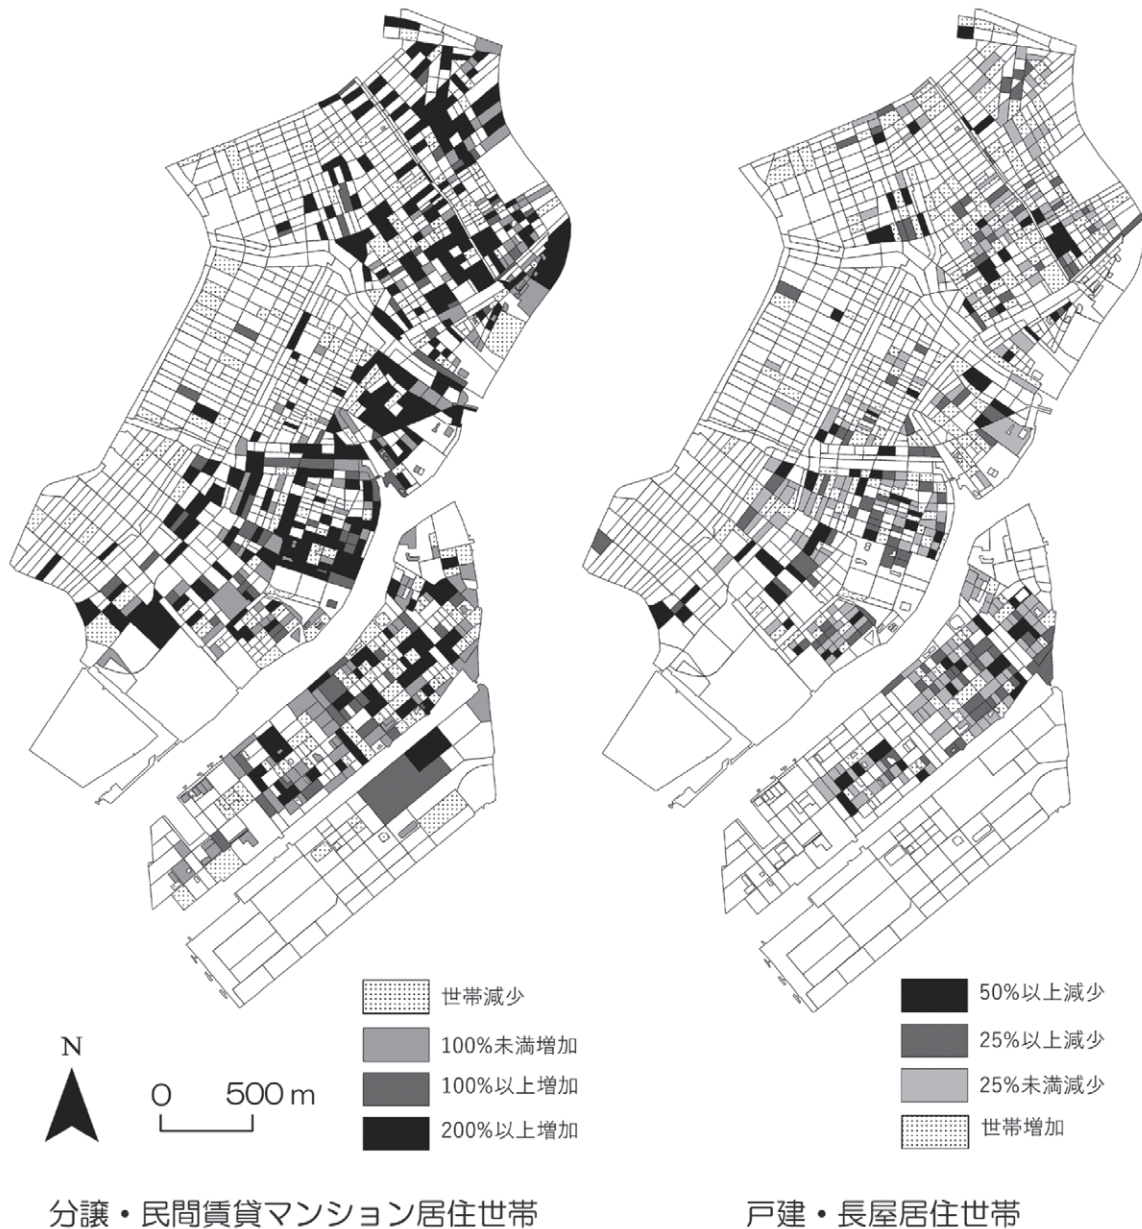 世帯減少
100%未満増加
100%以上増加
200%以上増加
50%以上減少
25%以上減少
25%未満減少
世帯増加
N
0 500 m
分譲・民間賃貸マンション居住世帯
戸建・長屋居住世帯